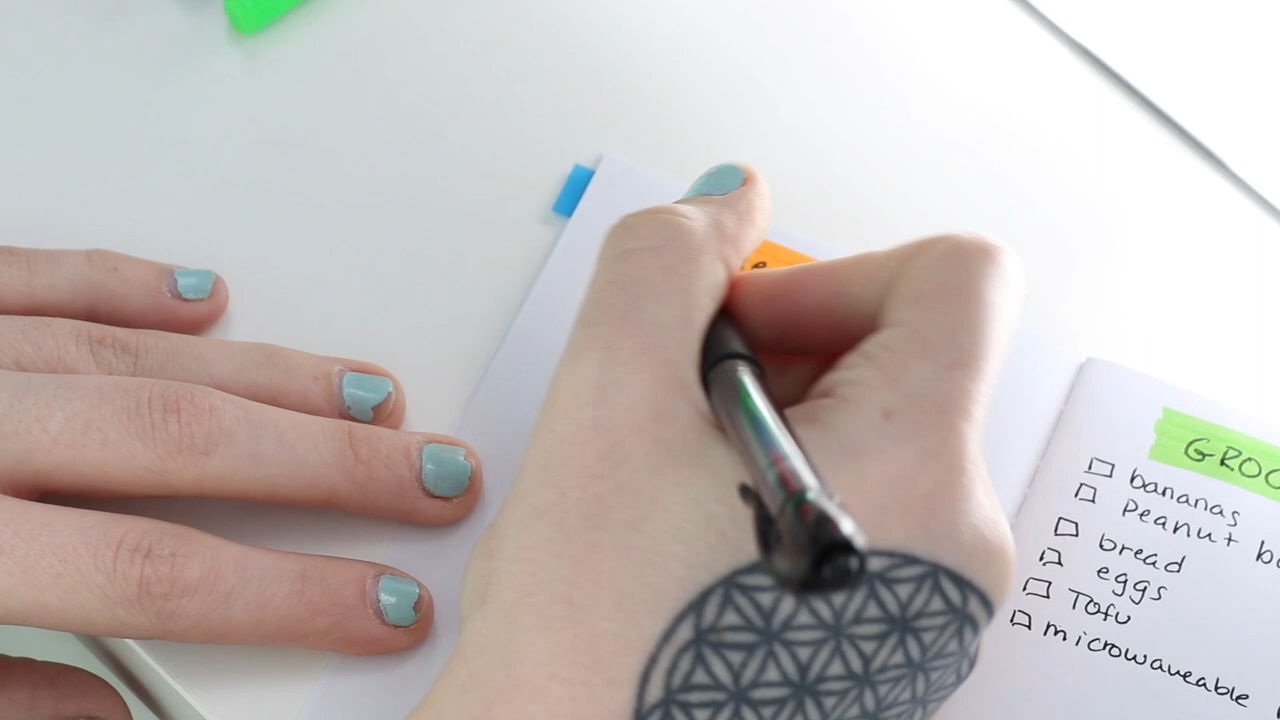 GROC
bananas
Peanut b
bread
eggs
Tofu
microwaveable